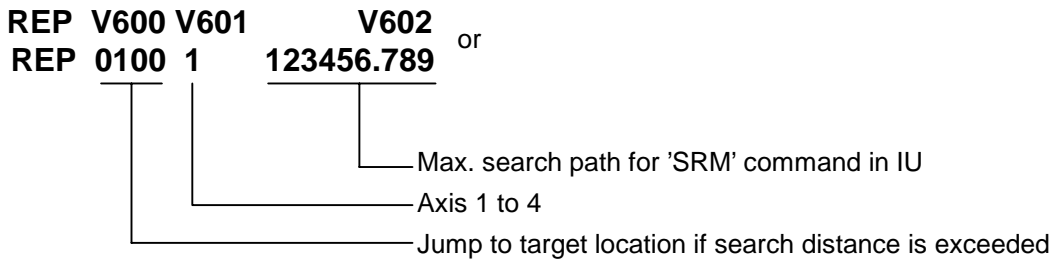 REP V600 V601 V602
or
REP 0100 1 123456.789
Max. search path for ’SRM’ command in IU
Axis 1 to 4
Jump to target location if search distance is exceeded